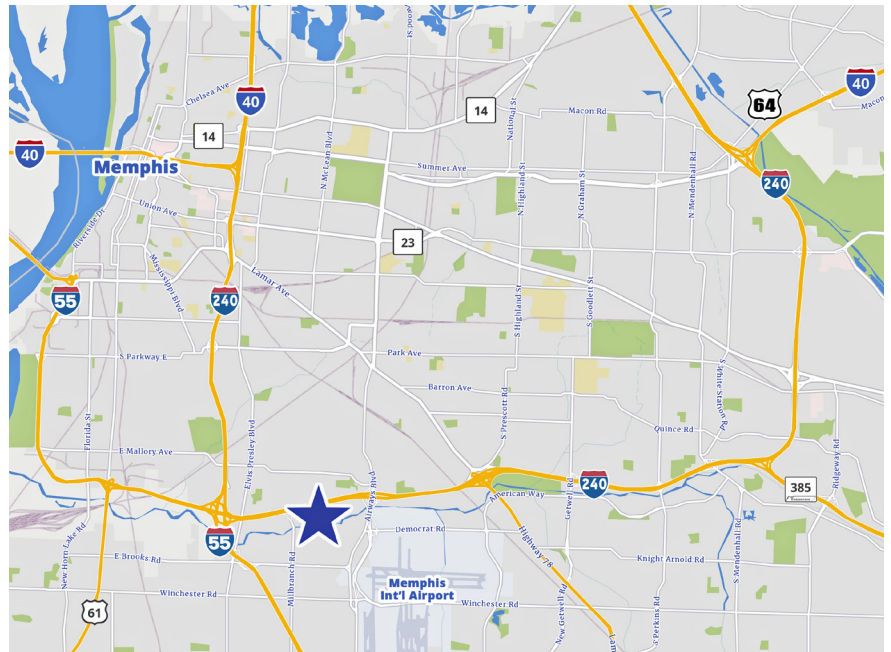 Chelsea Ave
40
14
N McLean Blvd
14
National St
Macon Rd
64
40
Macon
40
Memphis
Summer Ave
N Highland St
N Graham St
N Mendenhall Rd
240
Union Ave
Riverside Dr
Mississippi Blvd
23
Lamar Ave
55
240
S Highland St
S Goodlett St
S Parkway E
Park Ave
Barron Ave
S White Station Rd
Florida St
Elvis Presley Blvd
S Prescott Rd
Quince Rd
E Mallory Ave
Airways Blvd
American Way
Getwell Rd
240
385
Ridgeway Rd
55
New Horn Lake Rd
E Brooks Rd
Millbranch Rd
Democrat Rd
Highway 78
Knight Arnold Rd
S Mendenhall Rd
Memphis
Int'l Airport
61
Winchester Rd
Winchester Rd
New Getwell Rd
S Perkins Rd
Lam